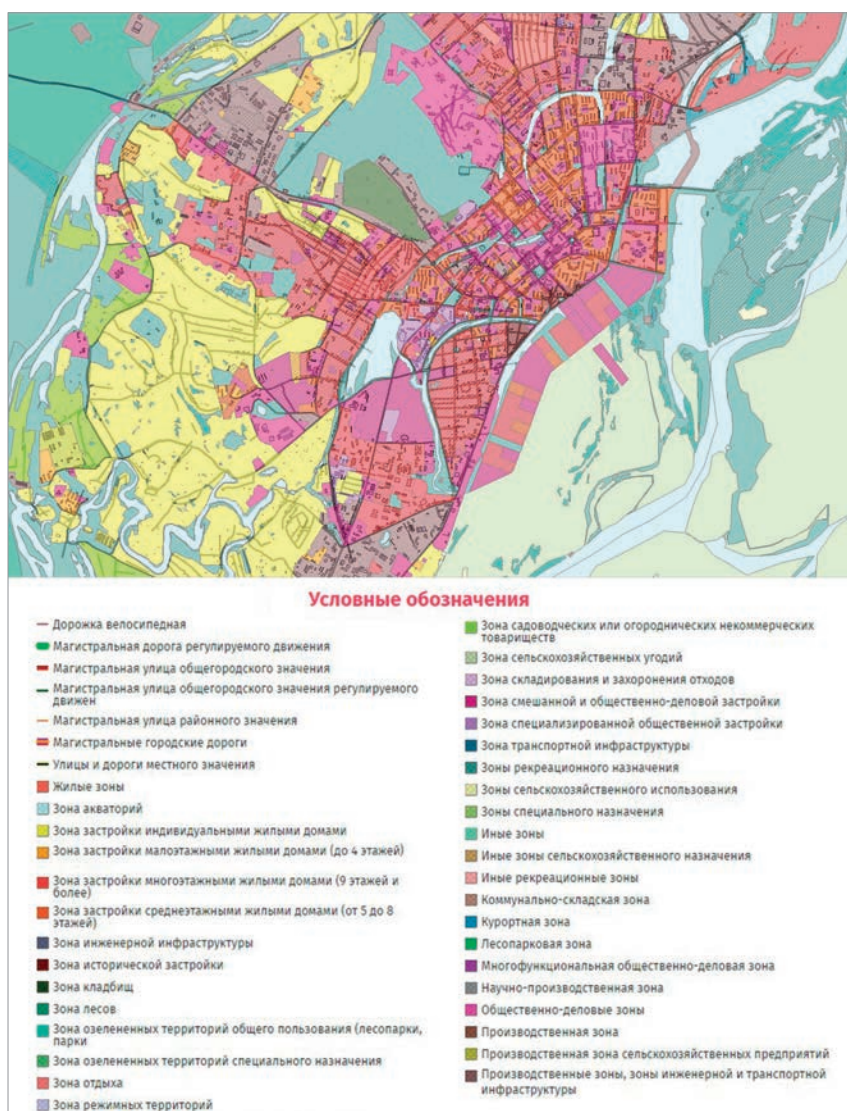 Условные обозначения
Дорожка велосипедная
Магистральная дорога регулируемого движения
Магистральная улица общегородского значения
Магистральная улица общегородского значения регулируемого
движен
Магистральная улица районного значения
Магистральные городские дороги
Улицы и дороги местного значения
Жилые зоны
Зона акваторий
Зона застройки индивидуальными жилыми домами
Зона застройки малоэтажными жилыми домами (до 4 этажей)
Зона застройки многоэтажными жилыми домами (9 этажей и
более)
Зона застройки среднеэтажными жилыми домами (от 5 до 8
этажей)
Зона инженерной инфраструктуры
Зона исторической застройки
Зона кладбищ
Зона лесов
Зона озелененных территорий общего пользования (лесопарки,
парки
Зона озелененных территорий специального назначения
Зона отдыха
Зона режимных территорий
Зона садоводческих или огороднических некоммерческих
товариществ
Зона сельскохозяйственных угодий
Зона складирования и захоронения отходов
Зона смешанной и общественно-деловой застройки
Зона специализированной общественной застройки
Зона транспортной инфраструктуры
Зоны рекреационного назначения
Зоны сельскохозяйственного использования
Зоны специального назначения
Иные зоны
Иные зоны сельскохозяйственного назначения
Иные рекреационные зоны
Коммунально-складская зона
Курортная зона
Лесопарковая зона
Многофункциональная общественно-деловая зона
Научно-производственная зона
Общественно-деловые зоны
Производственная зона
Производственная зона сельскохозяйственных предприятий
Производственные зоны, зоны инженерной и транспортной
инфраструктуры